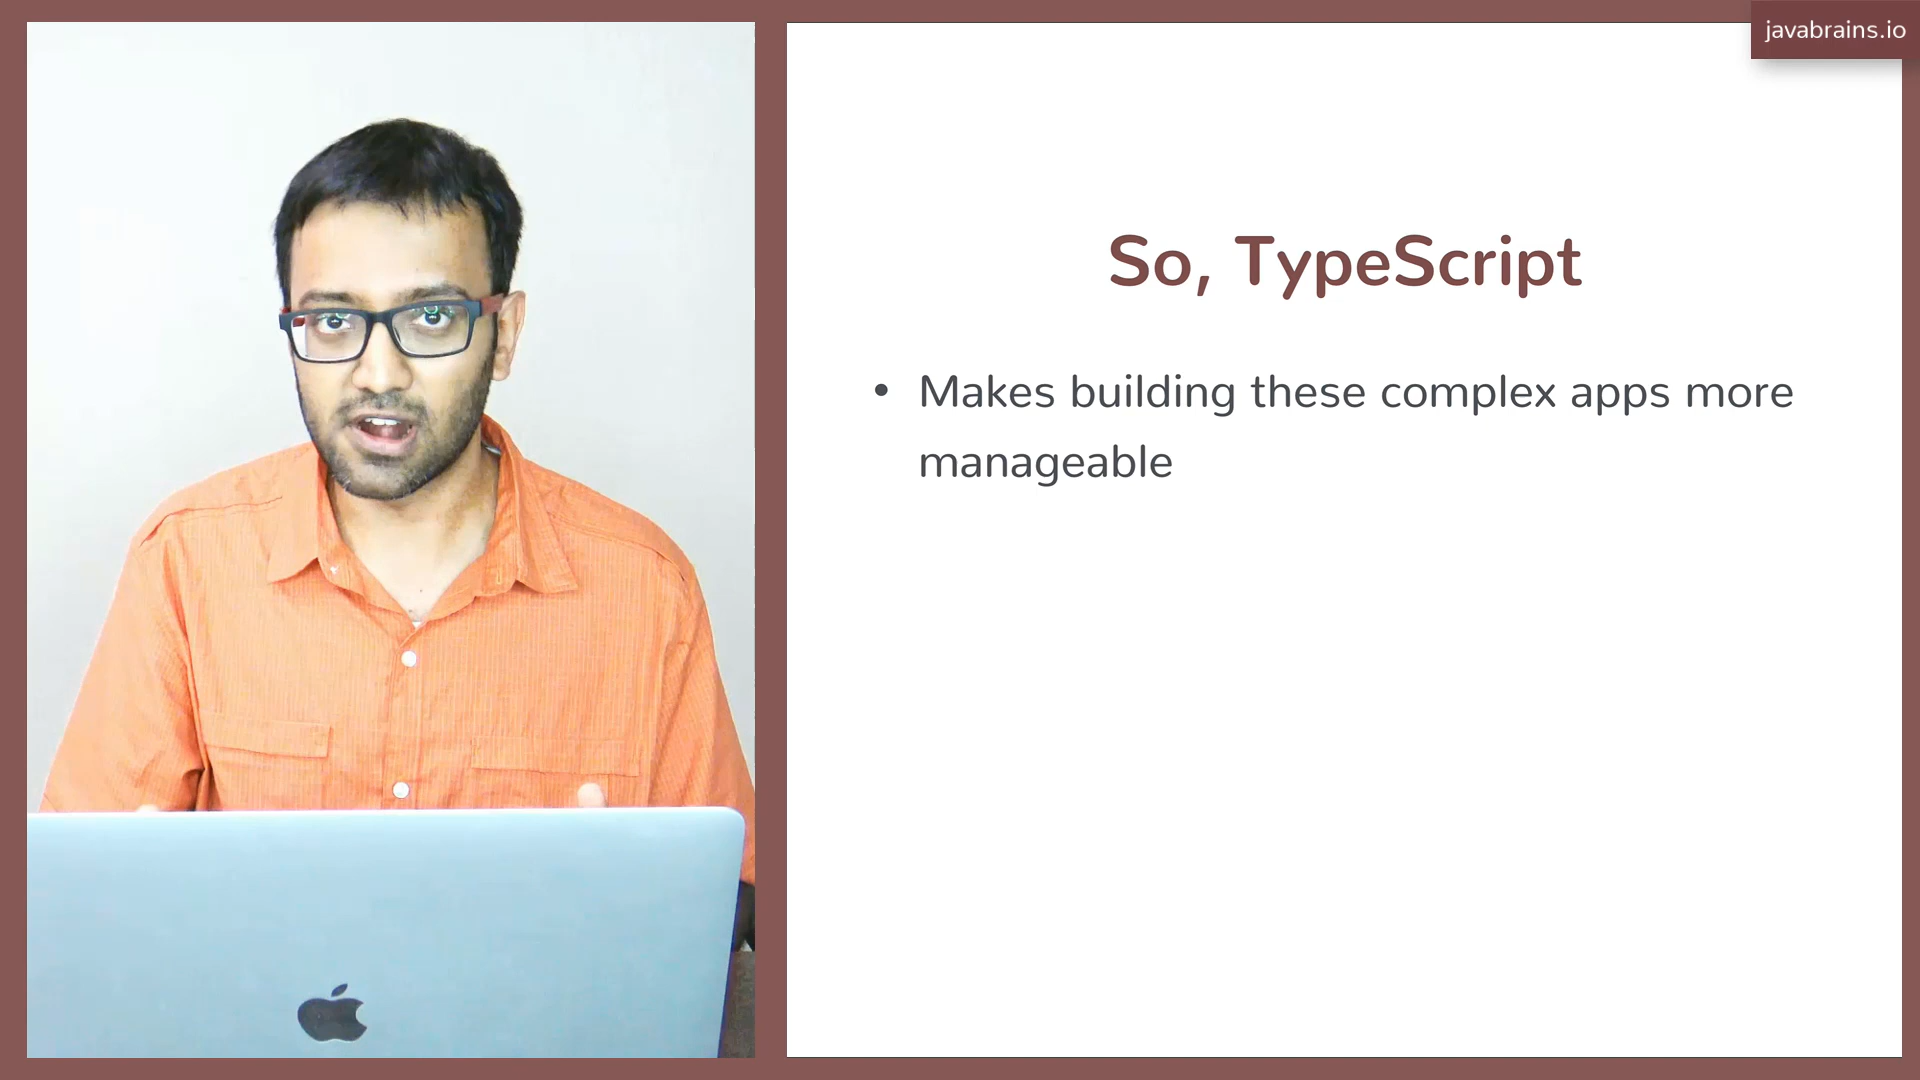 javabrains.io
So, TypeScript
• Makes building these complex apps more
manageable